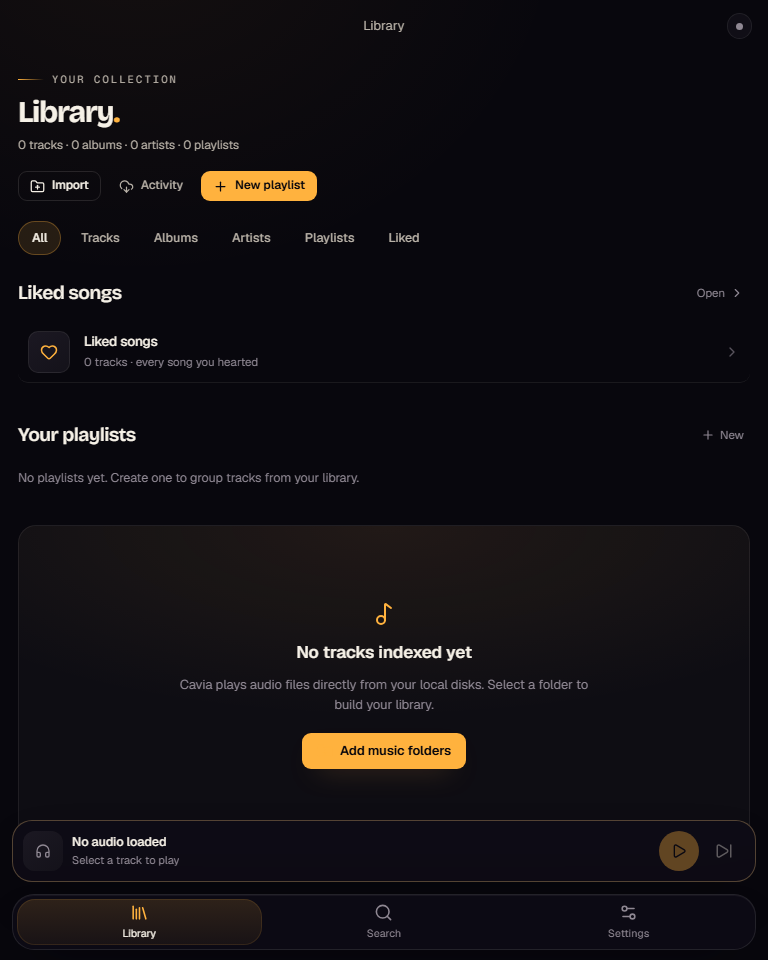 Library
YOUR COLLECTION
Library.
0 tracks · 0 albums · 0 artists · 0 playlists
Import
Activity
New playlist
All
Tracks
Albums
Artists
Playlists
Liked
Liked songs
Open
Liked songs
0 tracks · every song you hearted
Your playlists
New
No playlists yet. Create one to group tracks from your library.
No tracks indexed yet
Cavia plays audio files directly from your local disks. Select a folder to
build your library.
Add music folders
No audio loaded
Select a track to play
Library
Search
Settings